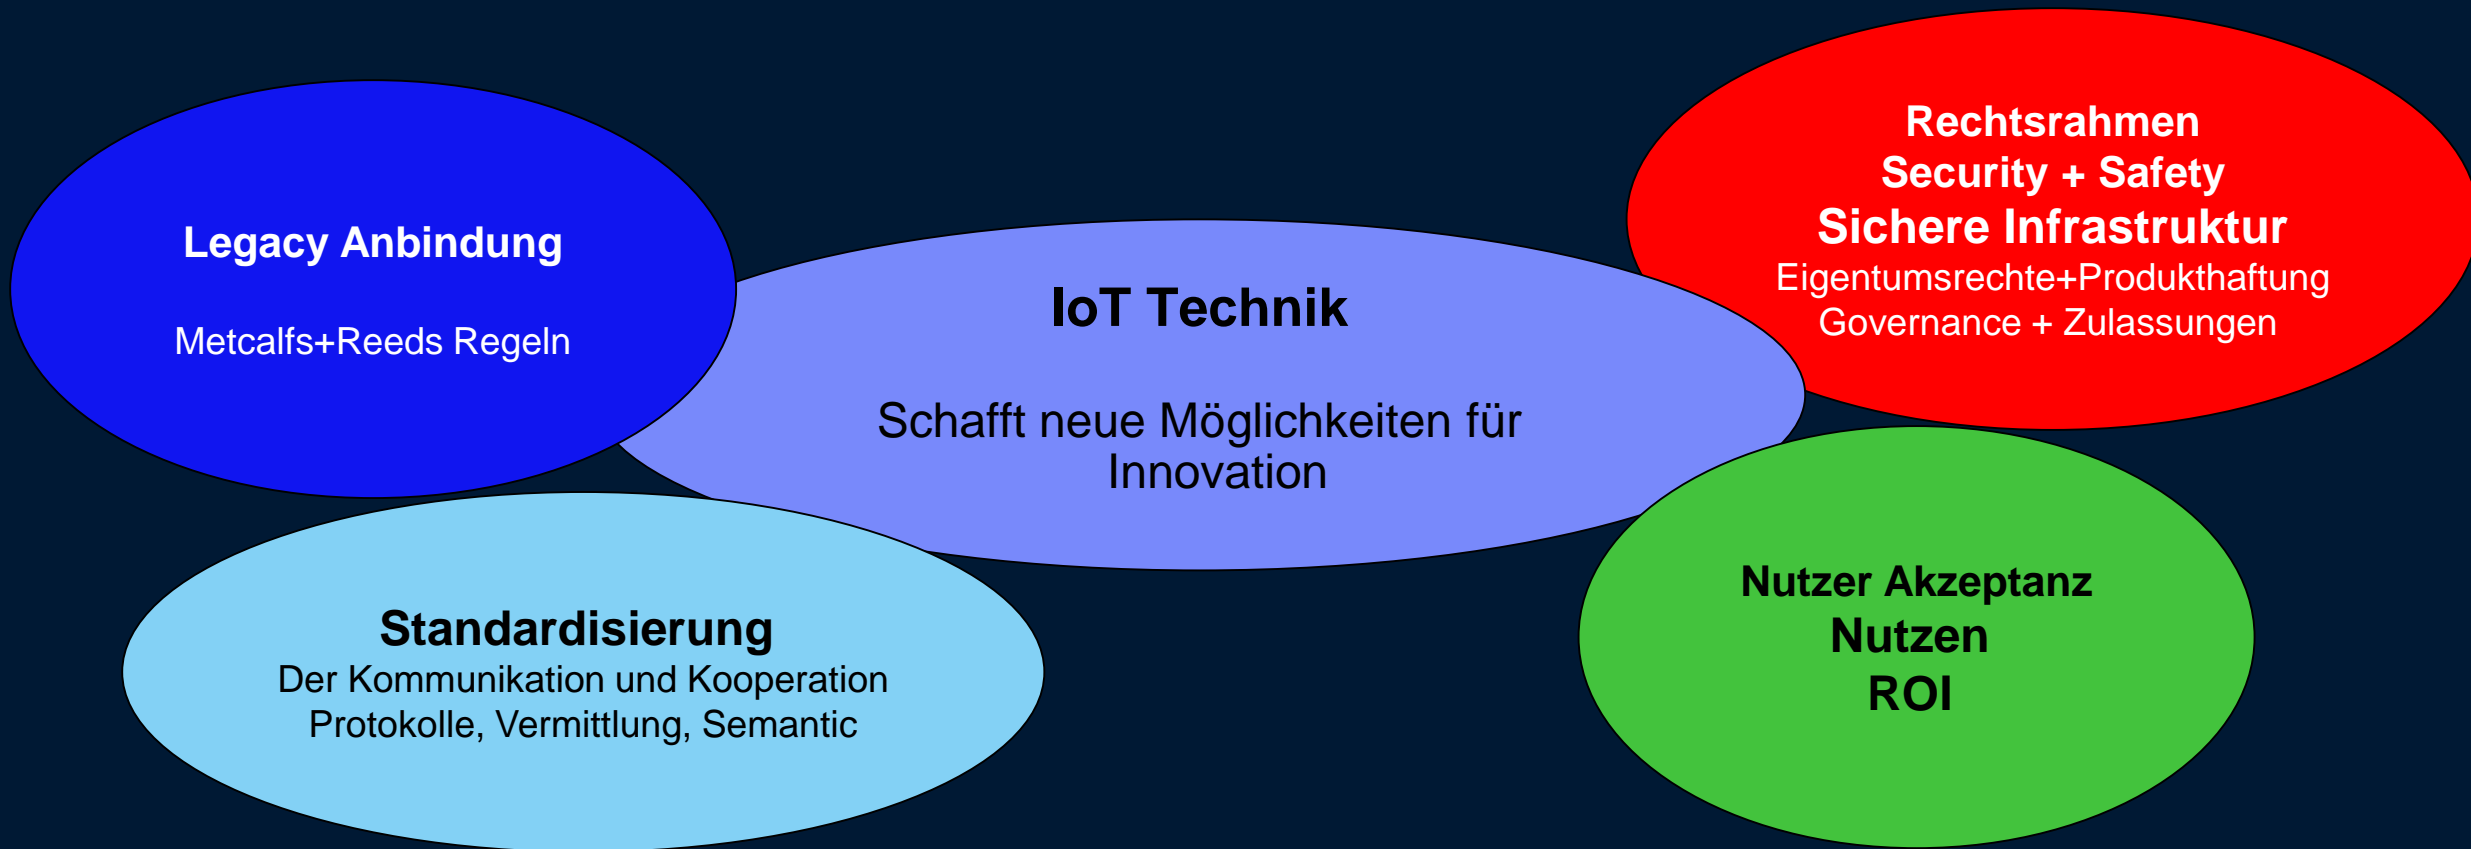 Legacy Anbindung
Metcalfs+Reeds Regeln
IoT Technik
Schafft neue Möglichkeiten für
Innovation
Rechtsrahmen
Security + Safety
Sichere Infrastruktur
Eigentumsrechte+Produkthaftung
Governance + Zulassungen
Standardisierung
Der Kommunikation und Kooperation
Protokolle, Vermittlung, Semantic
Nutzer Akzeptanz
Nutzen
ROI